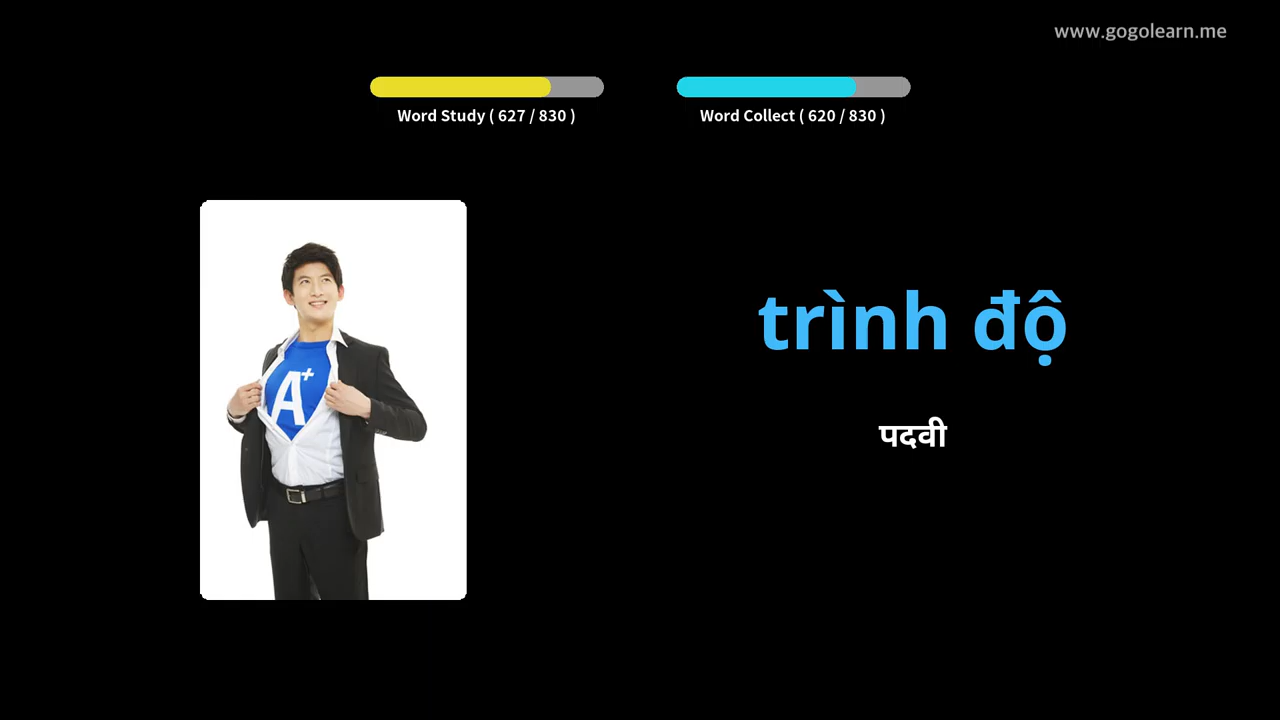 www.gogolearn.me
Word Study ( 627 / 830 )
Word Collect ( 620 / 830 )
A+
trình độ
पदवी